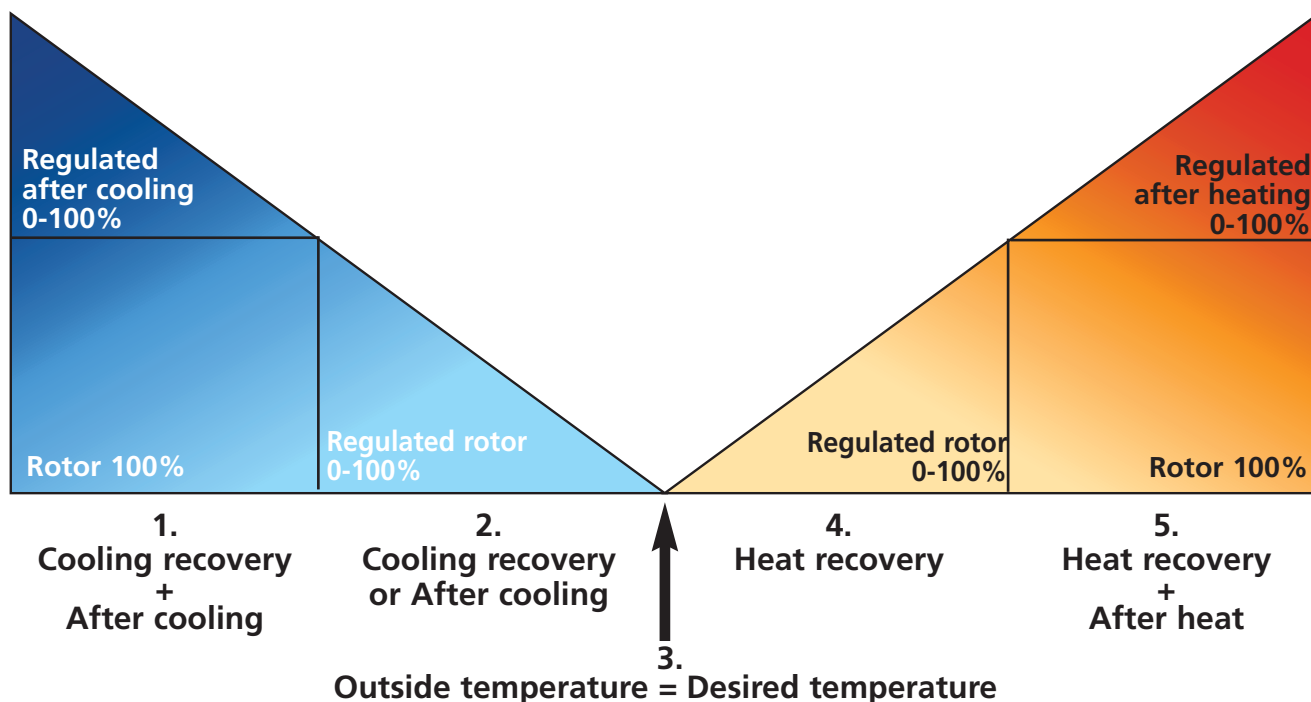 Regulated
after cooling
0-100%
Rotor 100%
Regulated rotor
0-100%
Regulated rotor
0-100%
Regulated
after heating
0-100%
Rotor 100%
1.
Cooling recovery
+
After cooling
2.
Cooling recovery
or After cooling
3.
Outside temperature = Desired temperature
4.
Heat recovery
5.
Heat recovery
+
After heat